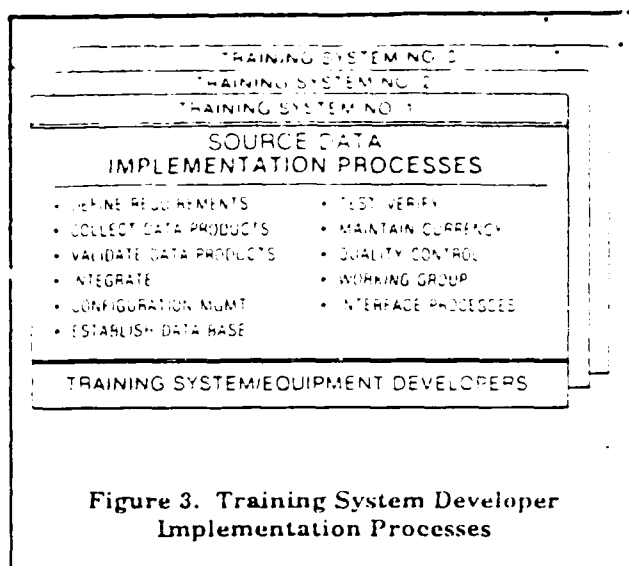 TRAINING SYSTEM NO. 3
TRAINING SYSTEM NO. 2
TRAINING SYSTEM NO. 1
SOURCE DATA
IMPLEMENTATION PROCESSES
• DEFINE REQUIREMENTS
• COLLECT DATA PRODUCTS
• VALIDATE DATA PRODUCTS
• INTEGRATE
• CONFIGURATION MGMT
• ESTABLISH DATA BASE
• TEST VERIFY
• MAINTAIN CURRENCY
• QUALITY CONTROL
• WORKING GROUP
• INTERFACE PROCESSES
TRAINING SYSTEM/EQUIPMENT DEVELOPERS
Figure 3. Training System Developer
Implementation Processes